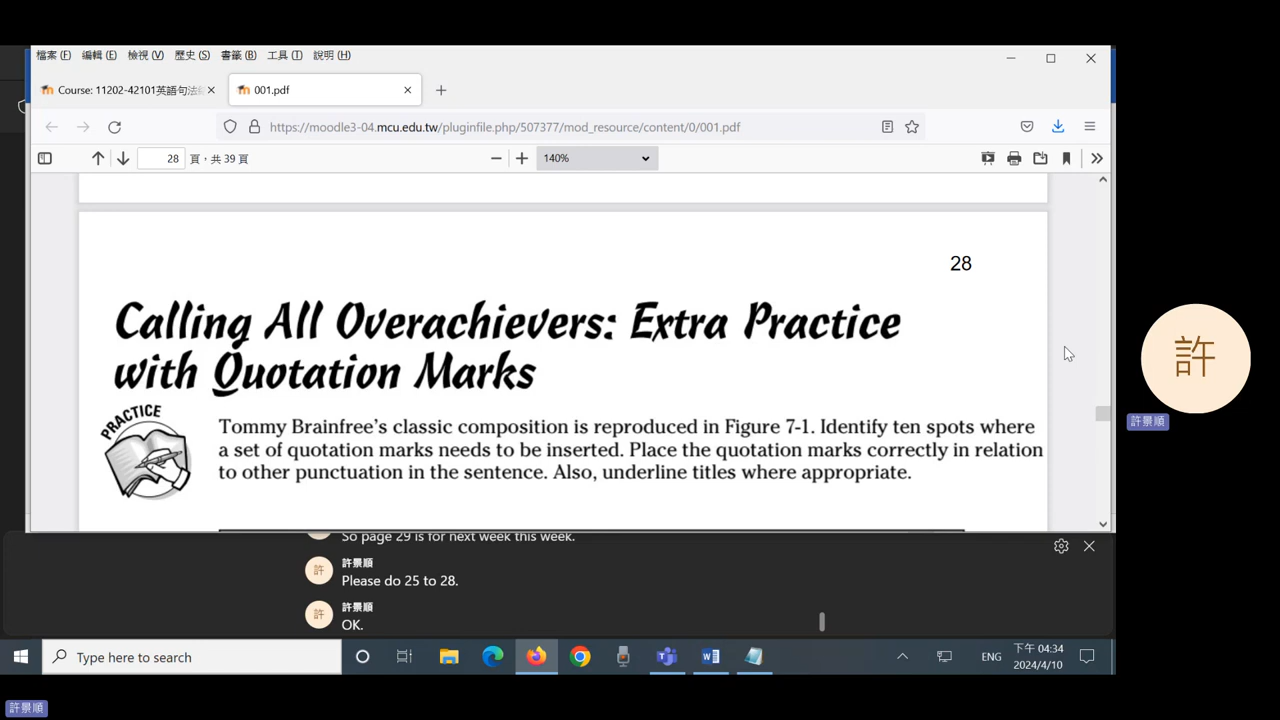 檔案 (F) 編輯 (E) 檢視 (V) 歷史 (S) 書籤 (B) 工具 (T) 說明 (H)
Course: 11202-42101英語句法
001.pdf
https://moodle3-04.mcu.edu.tw/pluginfile.php/507377/mod_resource/content/0/001.pdf
28 頁，共 39 頁
140%
28
Calling All Overachievers: Extra Practice
with Quotation Marks
PRACTICE
Tommy Brainfree's classic composition is reproduced in Figure 7-1. Identify ten spots where
a set of quotation marks needs to be inserted. Place the quotation marks correctly in relation
to other punctuation in the sentence. Also, underline titles where appropriate.
許
許景順
So page 29 is for next week this week.
許景順
許
Please do 25 to 28.
許景順
許
OK.
Type here to search
ENG
下午 04:34
2024/4/10
許景順